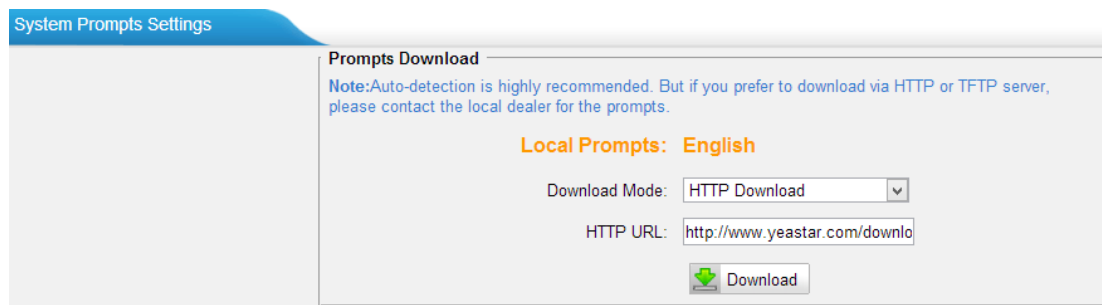 System Prompts Settings
Prompts Download
Note:Auto-detection is highly recommended. But if you prefer to download via HTTP or TFTP server,
please contact the local dealer for the prompts.
Local Prompts: English
Download Mode: HTTP Download
HTTP URL: http://www.yeastar.com/downlo
Download